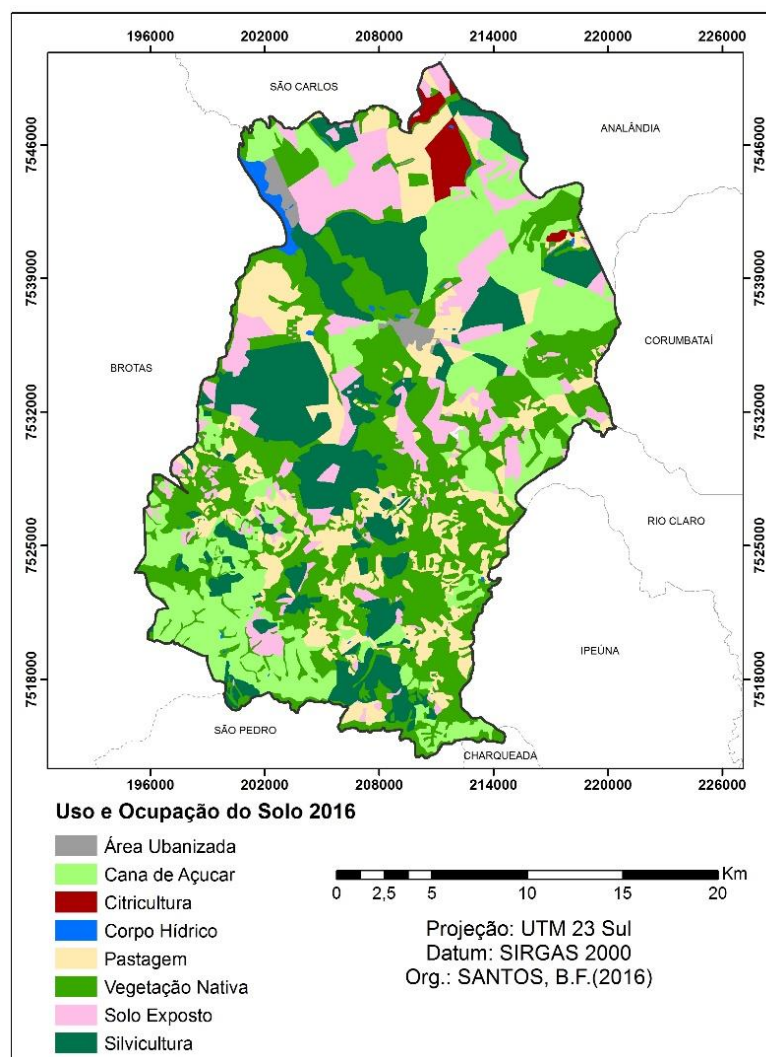 196000 202000 208000 214000 220000 226000
SÃO CARLOS
ANALÂNDIA
7546000 7546000
7539000 7539000
CORUMBATAÍ
BROTAS
7532000 7532000
RIO CLARO
7525000 7525000
IPEÚNA
7518000 7518000
SÃO PEDRO
CHARQUEADA
196000 202000 208000 214000 220000 226000
Uso e Ocupação do Solo 2016
Área Ubanizada
Cana de Açucar
Citricultura
Corpo Hídrico
Pastagem
Vegetação Nativa
Solo Exposto
Silvicultura
Km
0 2,5 5 10 15 20
Projeção: UTM 23 Sul
Datum: SIRGAS 2000
Org.: SANTOS, B.F.(2016)